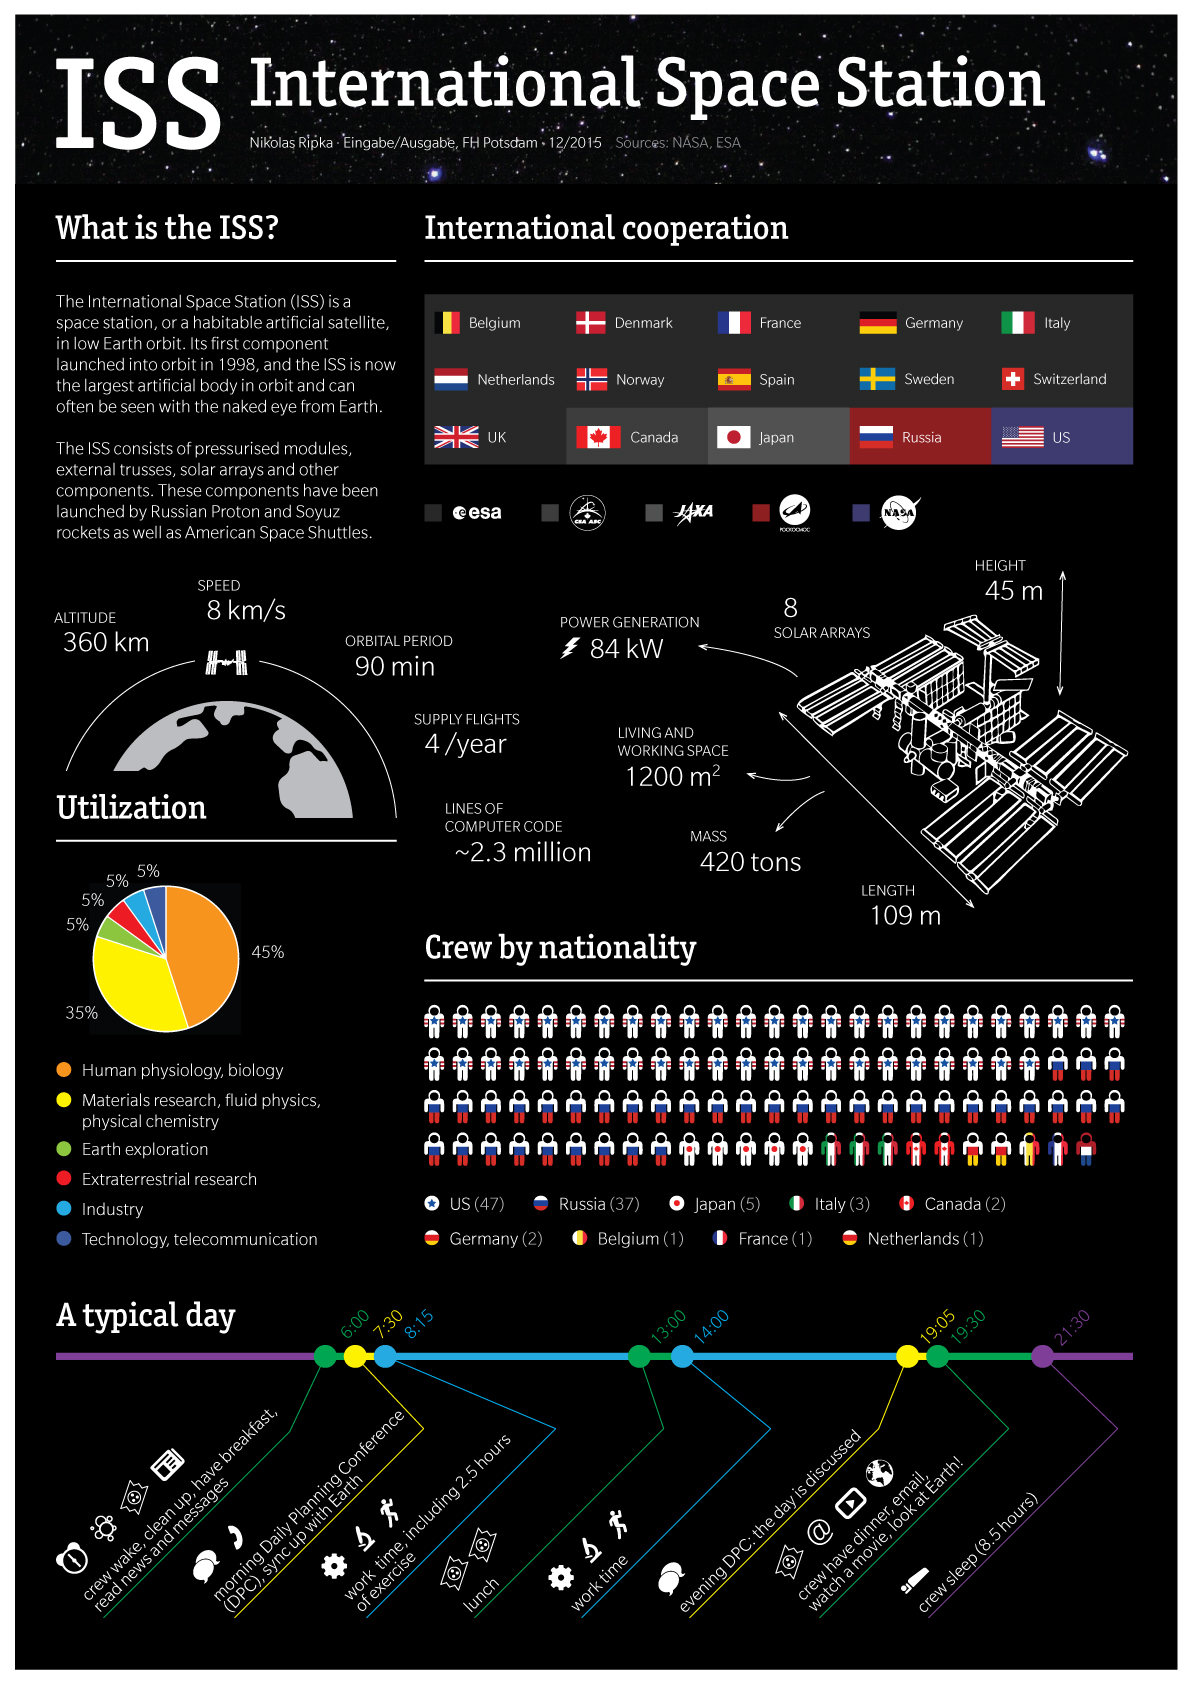 ISS
International Space Station
Nikolas Ripka · Eingabe/Ausgabe, FH Potsdam · 12/2015 Sources: NASA, ESA
What is the ISS?
The International Space Station (ISS) is a
space station, or a habitable artificial satellite,
in low Earth orbit. Its first component
launched into orbit in 1998, and the ISS is now
the largest artificial body in orbit and can
often be seen with the naked eye from Earth.
The ISS consists of pressurised modules,
external trusses, solar arrays and other
components. These components have been
launched by Russian Proton and Soyuz
rockets as well as American Space Shuttles.
International cooperation
Belgium Denmark France Germany Italy
Netherlands Norway Spain Sweden Switzerland
UK Canada Japan Russia US
esa CSA ASC JAXA РОСКОСМОС NASA
ALTITUDE
360 km
SPEED
8 km/s
ORBITAL PERIOD
90 min
SUPPLY FLIGHTS
4 /year
LINES OF
COMPUTER CODE
~2.3 million
POWER GENERATION
84 kW
8
SOLAR ARRAYS
HEIGHT
45 m
LIVING AND
WORKING SPACE
1200 m²
MASS
420 tons
LENGTH
109 m
Utilization
5%
5%
5%
5%
45%
35%
Human physiology, biology
Materials research, fluid physics,
physical chemistry
Earth exploration
Extraterrestrial research
Industry
Technology, telecommunication
Crew by nationality
US (47) Russia (37) Japan (5) Italy (3) Canada (2)
Germany (2) Belgium (1) France (1) Netherlands (1)
A typical day
6:00
7:30
8:15
13:00
14:00
19:05
19:30
21:30
crew wake, clean up, have breakfast,
read news and messages
morning Daily Planning Conference
(DPC), sync up with Earth
work time, including 2.5 hours
of exercise
lunch
work time
evening DPC: the day is discussed
@
crew have dinner, email,
watch a movie, look at Earth!
crew sleep (8.5 hours)